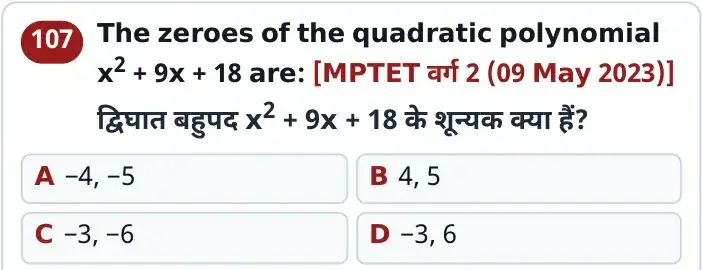 107 The zeroes of the quadratic polynomial
x² + 9x + 18 are: [MPTET वर्ग 2 (09 May 2023)]
द्विघात बहुपद x² + 9x + 18 के शून्यक क्या हैं?
A −4, −5
B 4, 5
C −3, −6
D −3, 6